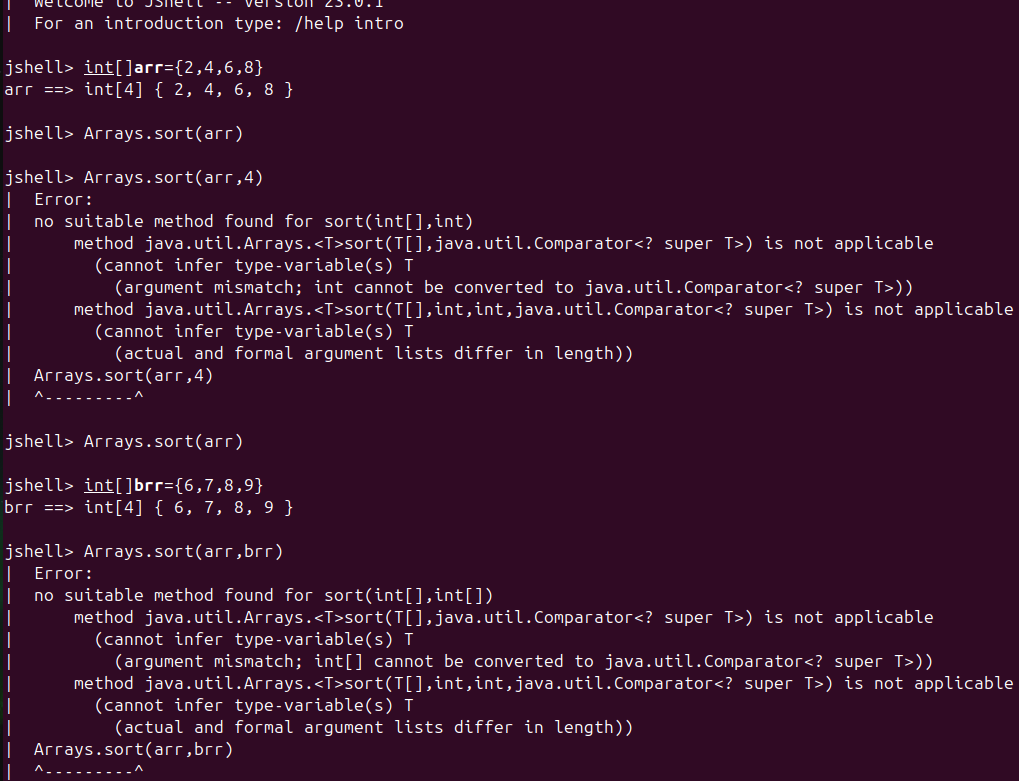 |  Welcome to JShell -- Version 23.0.1
|  For an introduction type: /help intro
jshell> int[]arr={2,4,6,8}
arr ==> int[4] { 2, 4, 6, 8 }
jshell> Arrays.sort(arr)
jshell> Arrays.sort(arr,4)
|  Error:
|  no suitable method found for sort(int[],int)
|      method java.util.Arrays.<T>sort(T[],java.util.Comparator<? super T>) is not applicable
|        (cannot infer type-variable(s) T
|          (argument mismatch; int cannot be converted to java.util.Comparator<? super T>))
|      method java.util.Arrays.<T>sort(T[],int,int,java.util.Comparator<? super T>) is not applicable
|        (cannot infer type-variable(s) T
|          (actual and formal argument lists differ in length))
|  Arrays.sort(arr,4)
|  ^---------^
jshell> Arrays.sort(arr)
jshell> int[]brr={6,7,8,9}
brr ==> int[4] { 6, 7, 8, 9 }
jshell> Arrays.sort(arr,brr)
|  Error:
|  no suitable method found for sort(int[],int[])
|      method java.util.Arrays.<T>sort(T[],java.util.Comparator<? super T>) is not applicable
|        (cannot infer type-variable(s) T
|          (argument mismatch; int[] cannot be converted to java.util.Comparator<? super T>))
|      method java.util.Arrays.<T>sort(T[],int,int,java.util.Comparator<? super T>) is not applicable
|        (cannot infer type-variable(s) T
|          (actual and formal argument lists differ in length))
|  Arrays.sort(arr,brr)
|  ^---------^